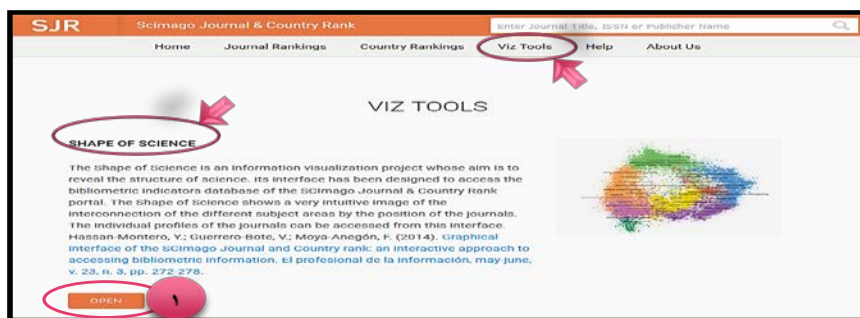 SJR Scimago Journal & Country Rank Enter Journal Title, ISSN or Publisher Name
Home Journal Rankings Country Rankings Viz Tools Help About Us
VIZ TOOLS
SHAPE OF SCIENCE
The Shape of Science is an information visualization project whose aim is to
reveal the structure of science. Its interface has been designed to access the
bibliometric indicators database of the SCImago Journal & Country Rank
portal. The Shape of Science shows a very intuitive image of the
interconnection of the different subject areas by the position of the journals.
The individual profiles of the journals can be accessed from this interface.
Hassan-Montero, Y.; Guerrero-Bote, V.; Moya-Anegón, F. (2014). Graphical
interface of the SCImago Journal and Country rank: an interactive approach to
accessing bibliometric information. El profesional de la información, may-june,
v. 23, n. 3, pp. 272-278.
OPEN ١